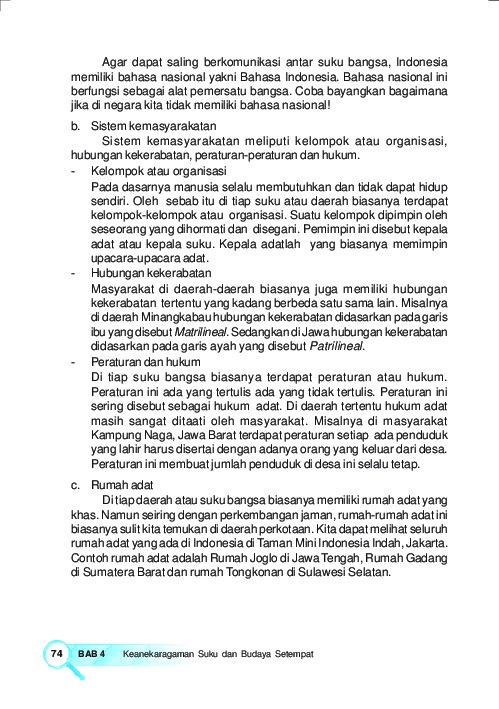 Agar dapat saling berkomunikasi antar suku bangsa, Indonesia
memiliki bahasa nasional yakni Bahasa Indonesia. Bahasa nasional ini
berfungsi sebagai alat pemersatu bangsa. Coba bayangkan bagaimana
jika di negara kita tidak memiliki bahasa nasional!
b. Sistem kemasyarakatan
Sistem kemasyarakatan meliputi kelompok atau organisasi,
hubungan kekerabatan, peraturan-peraturan dan hukum.
- Kelompok atau organisasi
Pada dasarnya manusia selalu membutuhkan dan tidak dapat hidup
sendiri. Oleh sebab itu di tiap suku atau daerah biasanya terdapat
kelompok-kelompok atau organisasi. Suatu kelompok dipimpin oleh
seseorang yang dihormati dan disegani. Pemimpin ini disebut kepala
adat atau kepala suku. Kepala adatlah yang biasanya memimpin
upacara-upacara adat.
- Hubungan kekerabatan
Masyarakat di daerah-daerah biasanya juga memiliki hubungan
kekerabatan tertentu yang kadang berbeda satu sama lain. Misalnya
di daerah Minangkabau hubungan kekerabatan didasarkan pada garis
ibu yang disebut Matrilineal. Sedangkan di Jawa hubungan kekerabatan
didasarkan pada garis ayah yang disebut Patrilineal.
- Peraturan dan hukum
Di tiap suku bangsa biasanya terdapat peraturan atau hukum.
Peraturan ini ada yang tertulis ada yang tidak tertulis. Peraturan ini
sering disebut sebagai hukum adat. Di daerah tertentu hukum adat
masih sangat ditaati oleh masyarakat. Misalnya di masyarakat
Kampung Naga, Jawa Barat terdapat peraturan setiap ada penduduk
yang lahir harus disertai dengan adanya orang yang keluar dari desa.
Peraturan ini membuat jumlah penduduk di desa ini selalu tetap.
c. Rumah adat
Di tiap daerah atau suku bangsa biasanya memiliki rumah adat yang
khas. Namun seiring dengan perkembangan jaman, rumah-rumah adat ini
biasanya sulit kita temukan di daerah perkotaan. Kita dapat melihat seluruh
rumah adat yang ada di Indonesia di Taman Mini Indonesia Indah, Jakarta.
Contoh rumah adat adalah Rumah Joglo di Jawa Tengah, Rumah Gadang
di Sumatera Barat dan rumah Tongkonan di Sulawesi Selatan.
74 BAB 4 Keanekaragaman Suku dan Budaya Setempat